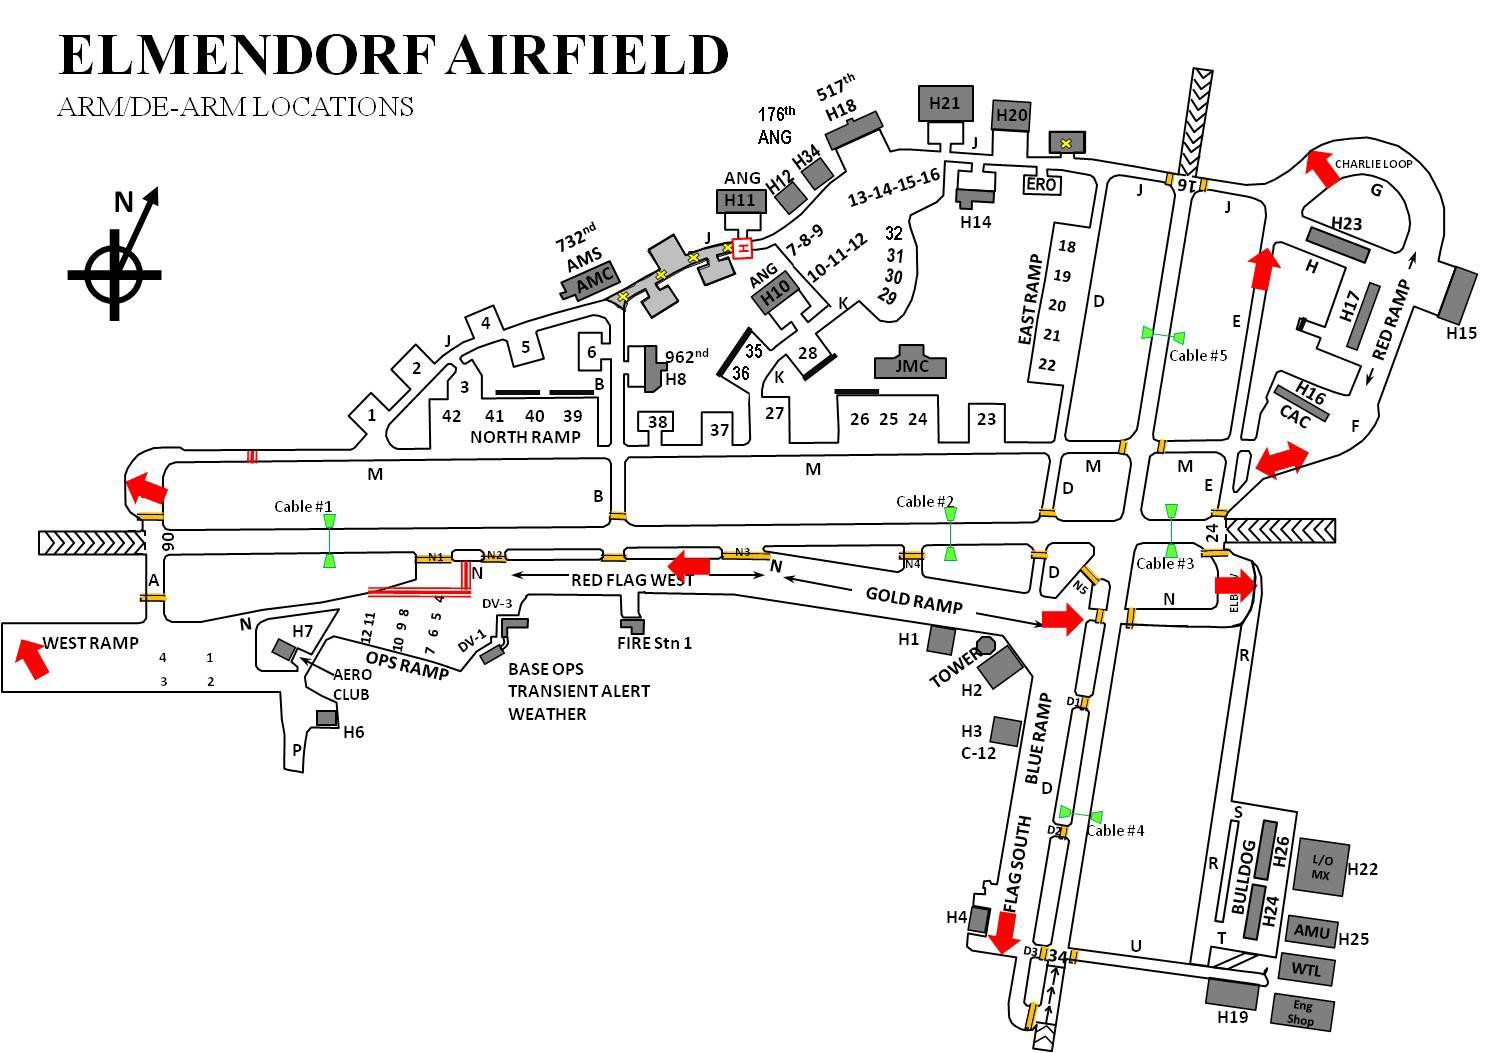 ELMENDORF AIRFIELD
ARM/DE-ARM LOCATIONS
N
517th
H18
176th
ANG
H21
H20
J
H34
H12
ANG
H11
13-14-15-16
ERO
H14
J
16
J
CHARLIE LOOP
G
H23
732nd
AMS
AMC
J
H
7-8-9
10-11-12
ANG
H10
K
32
31
30
29
EAST RAMP
18
19
20
21
22
D
E
H
H17
RED RAMP
H15
Cable #5
4
J
5
2
6
3
1
962nd
H8
B
35
36
28
K
JMC
H16
CAC
F
42
41
40
39
NORTH RAMP
38
37
27
26
25
24
23
M
M
M
M
B
D
E
Cable #1
Cable #2
Cable #3
06
24
A
N1
N2
N3
N4
N5
N
N
D
N
RED FLAG WEST
GOLD RAMP
ELBOW
WEST RAMP
4
1
3
2
N
H7
AERO
CLUB
H6
P
12 11
10 9 8
7 6 5 4
OPS RAMP
DV-3
DV-1
BASE OPS
TRANSIENT ALERT
WEATHER
FIRE Stn 1
H1
TOWER
H2
H3
C-12
BLUE RAMP
D
D1
D2
D3
Cable #4
FLAG SOUTH
H4
34
R
S
R
BULLDOG
H26
H24
L/O
MX
H22
AMU
H25
T
U
WTL
H19
Eng
Shop